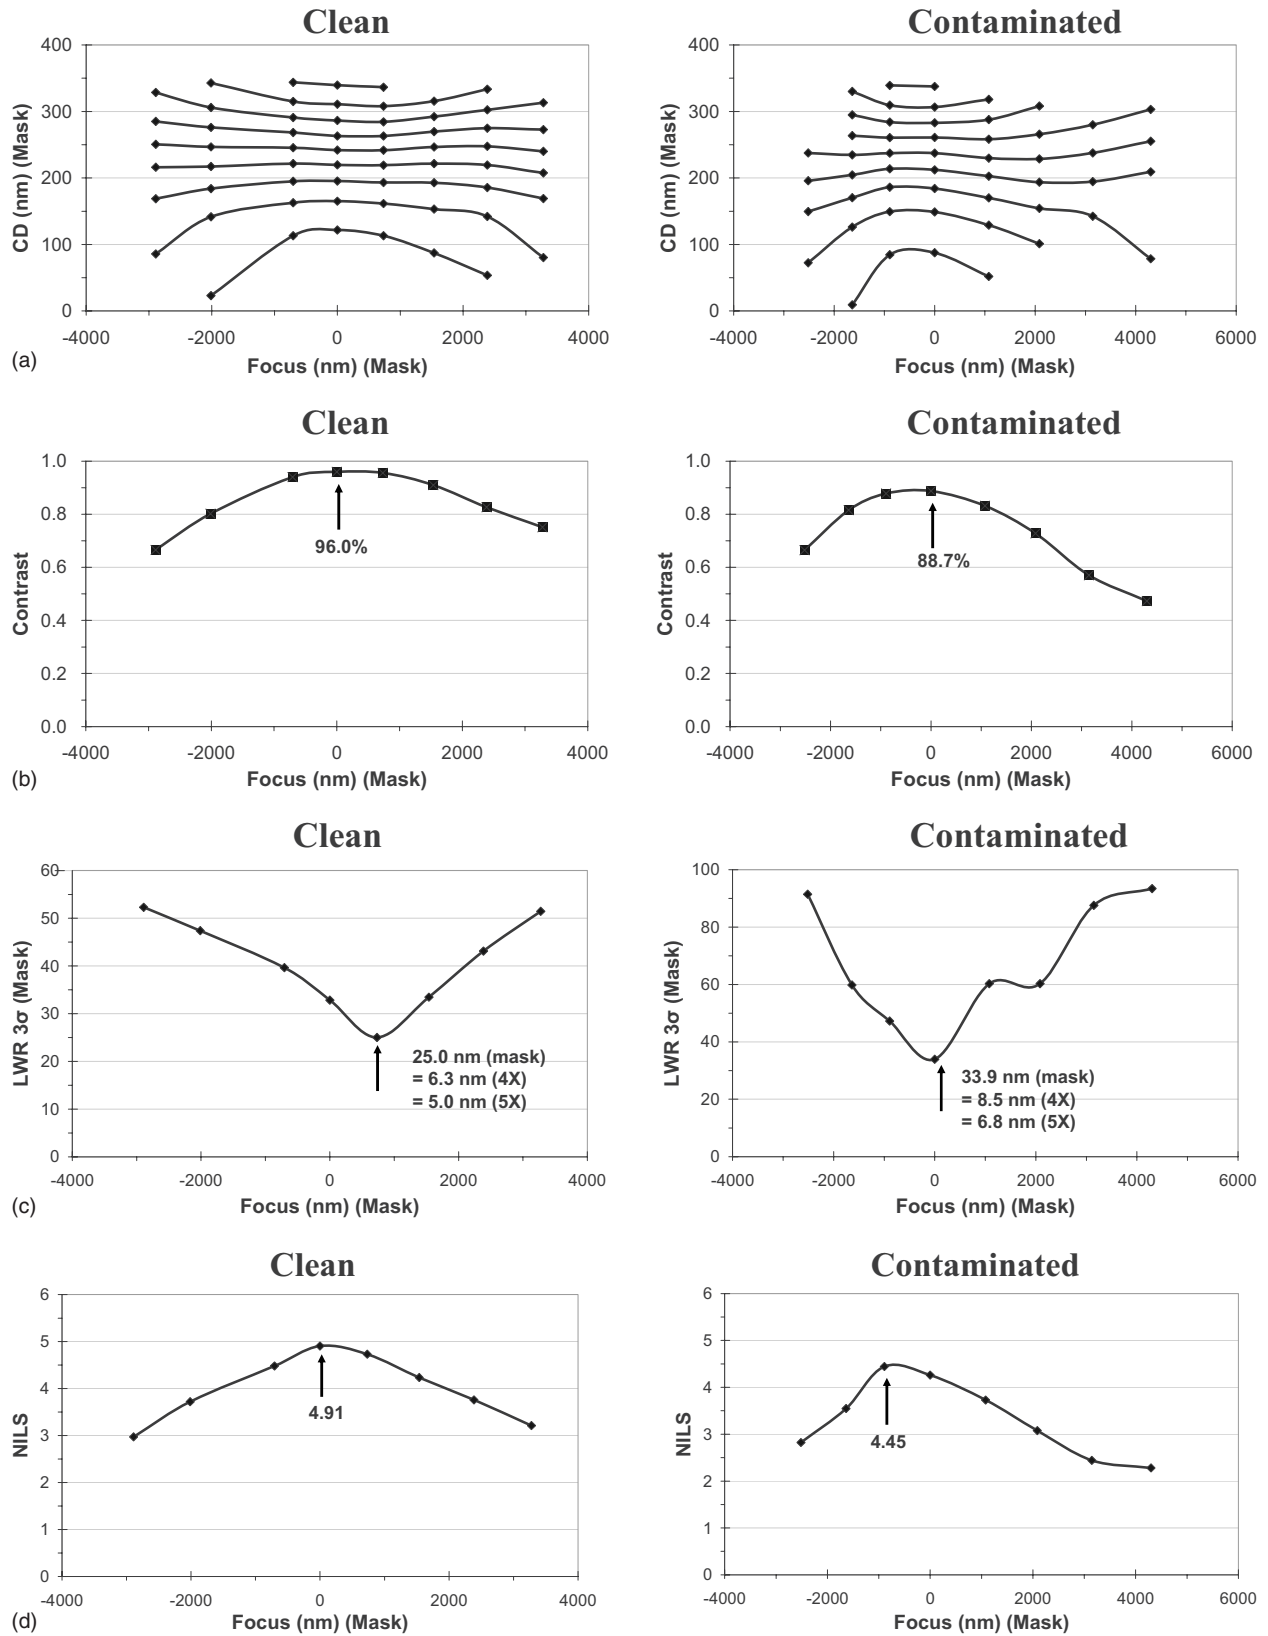 Clean
Contaminated
400
300
200
100
0
-4000
-2000
0
2000
4000
CD (nm) (Mask)
Focus (nm) (Mask)
400
300
200
100
0
-4000
-2000
0
2000
4000
6000
CD (nm) (Mask)
Focus (nm) (Mask)
(a)
Clean
Contaminated
1.0
0.8
0.6
0.4
0.2
0.0
-4000
-2000
0
2000
4000
Contrast
96.0%
Focus (nm) (Mask)
1.0
0.8
0.6
0.4
0.2
0.0
-4000
-2000
0
2000
4000
6000
Contrast
88.7%
Focus (nm) (Mask)
(b)
Clean
Contaminated
60
50
40
30
20
10
0
-4000
-2000
0
2000
4000
LWR 3σ (Mask)
25.0 nm (mask)
= 6.3 nm (4X)
= 5.0 nm (5X)
Focus (nm) (Mask)
100
80
60
40
20
0
-4000
-2000
0
2000
4000
6000
LWR 3σ (Mask)
33.9 nm (mask)
= 8.5 nm (4X)
= 6.8 nm (5X)
Focus (nm) (Mask)
(c)
Clean
Contaminated
6
5
4
3
2
1
0
-4000
-2000
0
2000
4000
NILS
4.91
Focus (nm) (Mask)
6
5
4
3
2
1
0
-4000
-2000
0
2000
4000
6000
NILS
4.45
Focus (nm) (Mask)
(d)